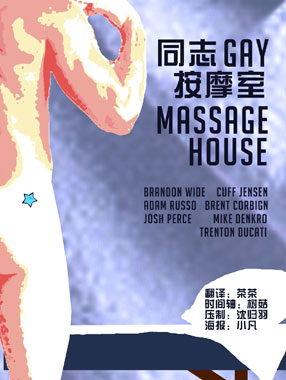 同志 GAY
按摩室
MASSAGE
HOUSE
BRANDON WIDE CUFF JENSEN
ADAM RUSSO BRENT CORBIGN
JOSH PERCE MIKE DENKRO
TRENTON DUCATI
翻译：茶茶
时间轴：树菇
压制：沈归羽
海报：小凡